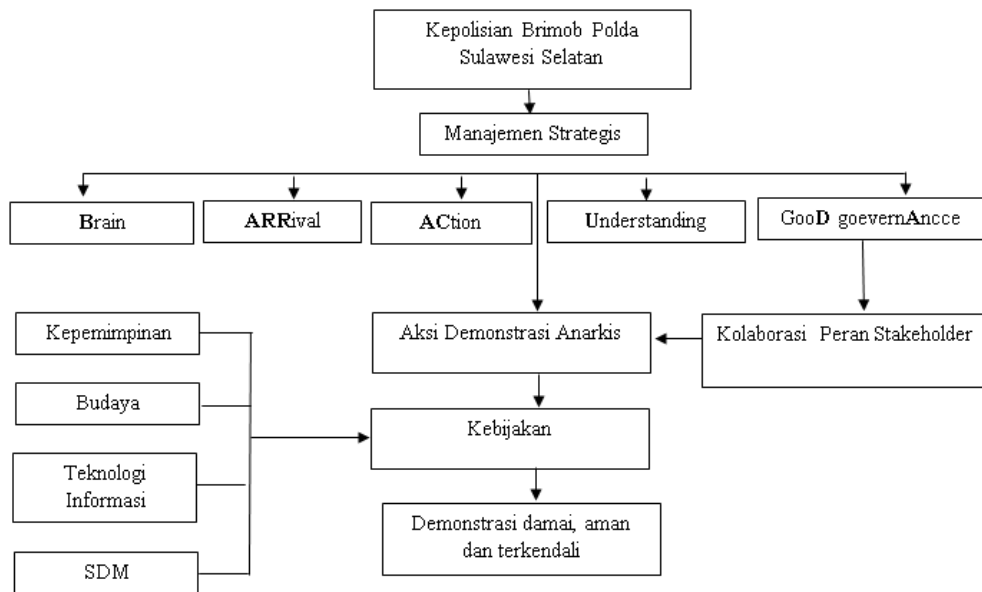 Kepolisian Brimob Polda
Sulawesi Selatan
Manajemen Strategis
Brain
ARRival
ACtion
Understanding
GooD goevernAncce
Kepemimpinan
Aksi Demonstrasi Anarkis
Kolaborasi Peran Stakeholder
Budaya
Kebijakan
Teknologi
Informasi
Demonstrasi damai, aman
dan terkendali
SDM